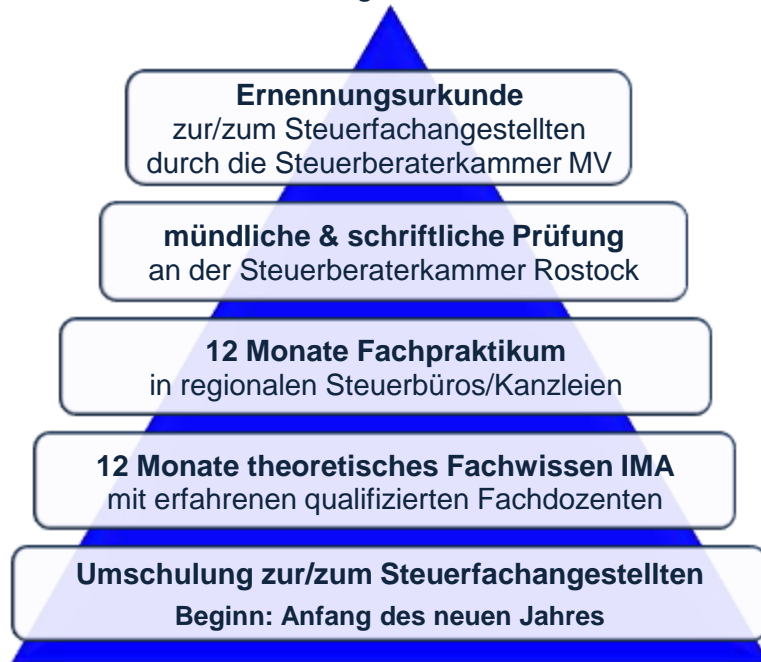 Ernennungsurkunde
zur/zum Steuerfachangestellten
durch die Steuerberaterkammer MV
mündliche & schriftliche Prüfung
an der Steuerberaterkammer Rostock
12 Monate Fachpraktikum
in regionalen Steuerbüros/Kanzleien
12 Monate theoretisches Fachwissen IMA
mit erfahrenen qualifizierten Fachdozenten
Umschulung zur/zum Steuerfachangestellten
Beginn: Anfang des neuen Jahres